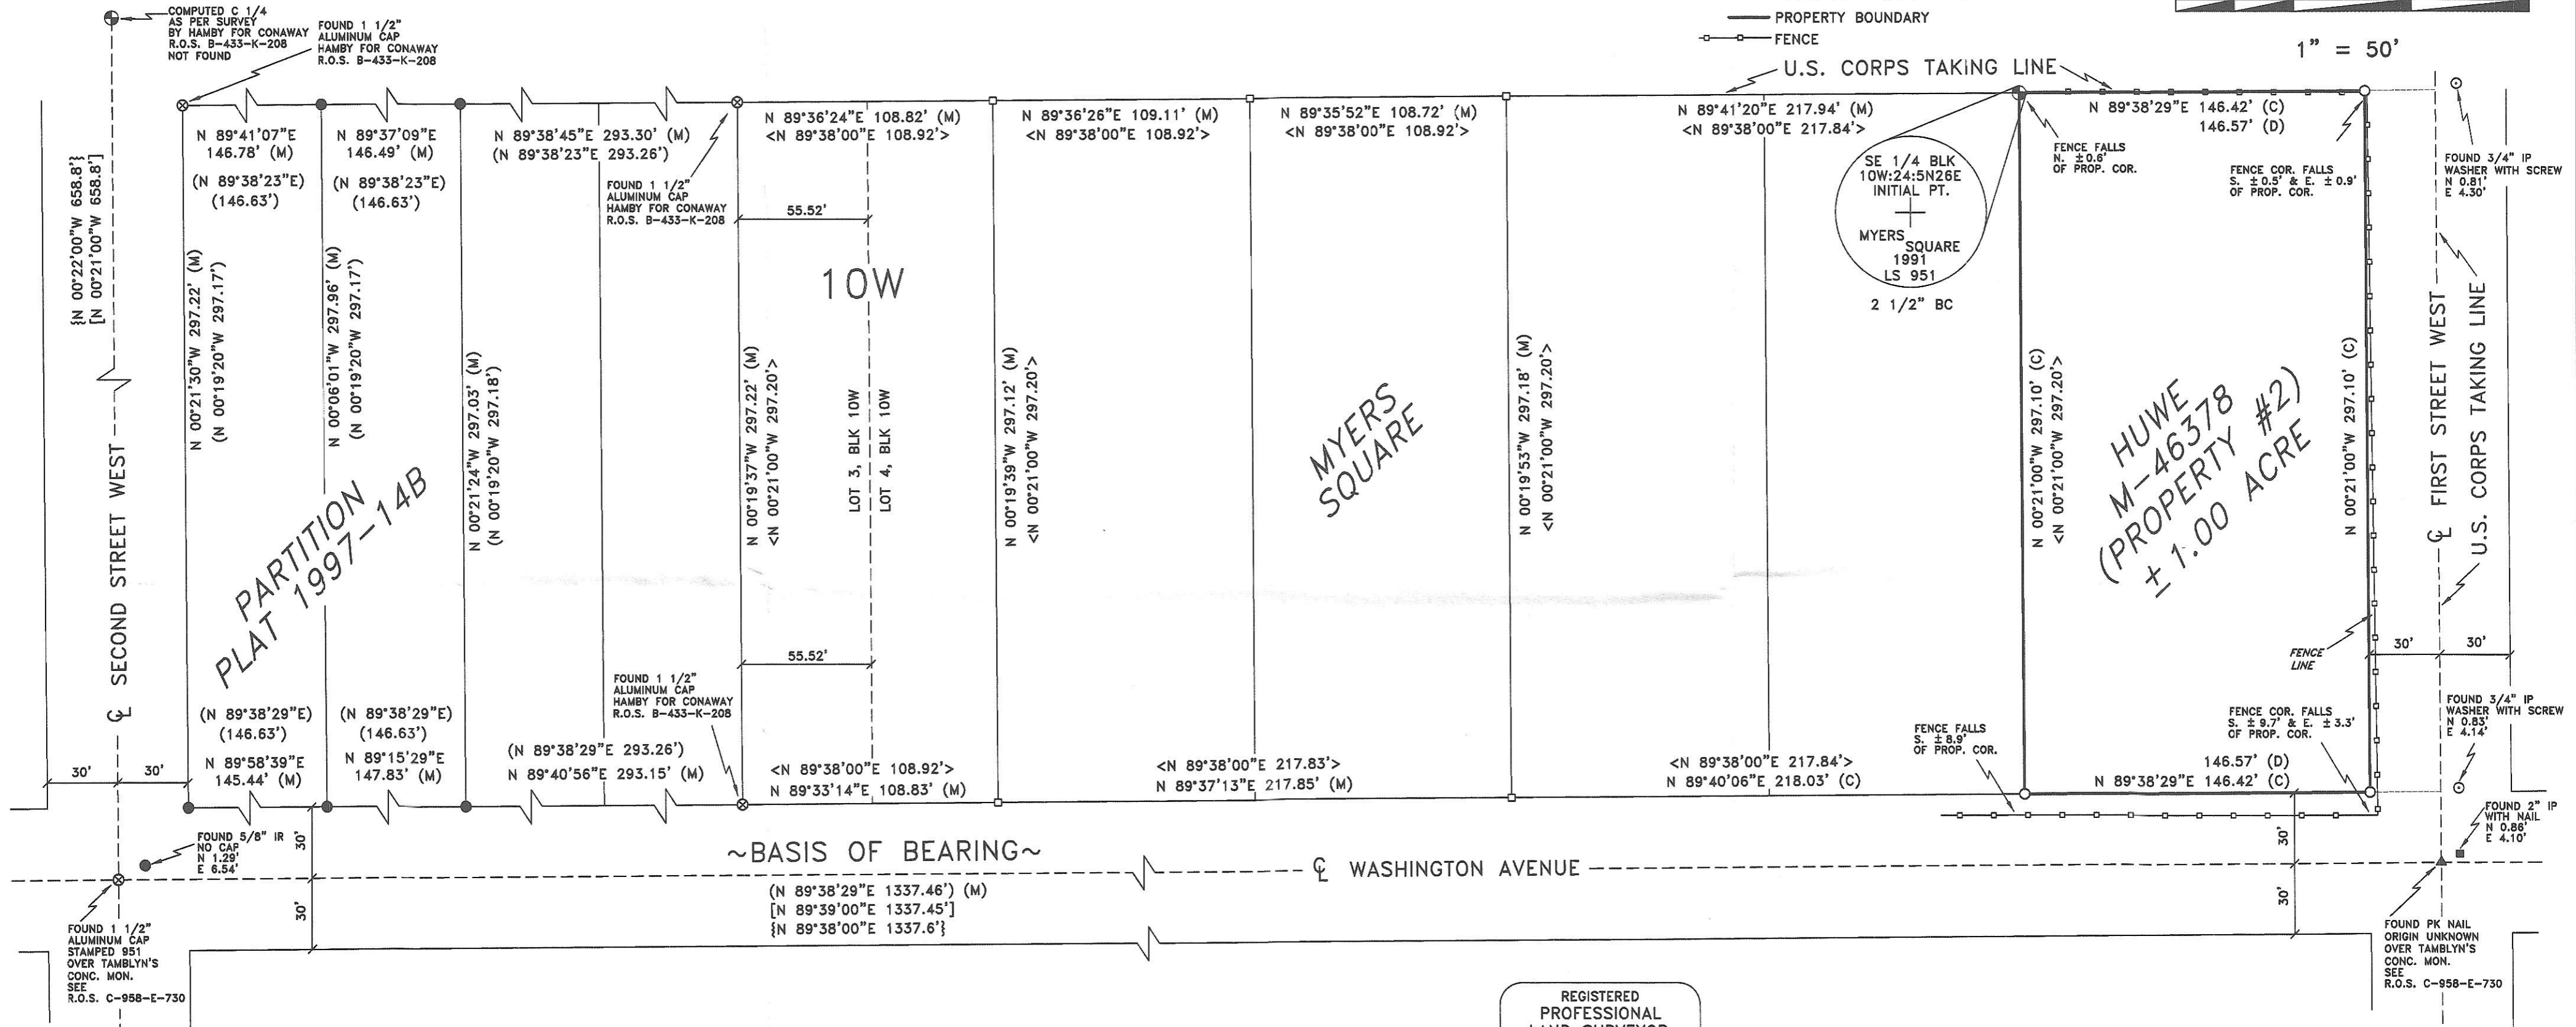 COMPUTED C 1/4
AS PER SURVEY
BY HAMBY FOR CONAWAY
R.O.S. B-433-K-208
NOT FOUND
FOUND 1 1/2"
ALUMINUM CAP
HAMBY FOR CONAWAY
R.O.S. B-433-K-208
PROPERTY BOUNDARY
FENCE
1" = 50'
U.S. CORPS TAKING LINE
N 89°41'07"E
146.78' (M)
(N 89°38'23"E)
(146.63')
N 89°37'09"E
146.49' (M)
(N 89°38'23"E)
(146.63')
N 89°38'45"E 293.30' (M)
(N 89°38'23"E 293.26')
FOUND 1 1/2"
ALUMINUM CAP
HAMBY FOR CONAWAY
R.O.S. B-433-K-208
N 89°36'24"E 108.82' (M)
<N 89°38'00"E 108.92'>
N 89°36'26"E 109.11' (M)
<N 89°38'00"E 108.92'>
N 89°35'52"E 108.72' (M)
<N 89°38'00"E 108.92'>
N 89°41'20"E 217.94' (M)
<N 89°38'00"E 217.84'>
N 89°38'29"E 146.42' (C)
146.57' (D)
SE 1/4 BLK
10W:24:5N26E
INITIAL PT.
MYERS
SQUARE
1991
LS 951
2 1/2" BC
FENCE FALLS
N. ±0.6'
OF PROP. COR.
FENCE COR. FALLS
S. ±0.5' & E. ±0.9'
OF PROP. COR.
FOUND 3/4" IP
WASHER WITH SCREW
N 0.81'
E 4.30'
{N 00°22'00"W 658.8'}
[N 00°21'00"W 658.8']
SECOND STREET WEST
N 00°21'30"W 297.22' (M)
(N 00°19'20"W 297.17')
N 00°06'01"W 297.96' (M)
(N 00°19'20"W 297.17')
N 00°21'24"W 297.03' (M)
(N 00°19'20"W 297.18')
PARTITION
PLAT 1997-14B
55.52'
10W
N 00°19'37"W 297.22' (M)
<N 00°21'00"W 297.20'>
LOT 3, BLK 10W
LOT 4, BLK 10W
N 00°19'39"W 297.12' (M)
<N 00°21'00"W 297.20'>
MYERS
SQUARE
N 00°19'53"W 297.18' (M)
<N 00°21'00"W 297.20'>
N 00°21'00"W 297.10' (C)
<N 00°21'00"W 297.20'>
HUWE
M-46378
(PROPERTY #2)
±1.00 ACRE
N 00°21'00"W 297.10' (C)
℄ FIRST STREET WEST
U.S. CORPS TAKING LINE
55.52'
FENCE
LINE
30'
30'
FOUND 1 1/2"
ALUMINUM CAP
HAMBY FOR CONAWAY
R.O.S. B-433-K-208
℄
30'
30'
(N 89°38'29"E)
(146.63')
N 89°58'39"E
145.44' (M)
(N 89°38'29"E)
(146.63')
N 89°15'29"E
147.83' (M)
(N 89°38'29"E 293.26')
N 89°40'56"E 293.15' (M)
<N 89°38'00"E 108.92'>
N 89°33'14"E 108.83' (M)
<N 89°38'00"E 217.83'>
N 89°37'13"E 217.85' (M)
<N 89°38'00"E 217.84'>
N 89°40'06"E 218.03' (C)
FENCE FALLS
S. ±8.9'
OF PROP. COR.
FENCE COR. FALLS
S. ±9.7' & E. ±3.3'
OF PROP. COR.
146.57' (D)
N 89°38'29"E 146.42' (C)
FOUND 3/4" IP
WASHER WITH SCREW
N 0.83'
E 4.14'
FOUND 2" IP
WITH NAIL
N 0.86'
E 4.10'
FOUND 5/8" IR
NO CAP
N 1.29'
E 6.54'
30'
30'
~BASIS OF BEARING~
℄ WASHINGTON AVENUE
(N 89°38'29"E 1337.46') (M)
[N 89°39'00"E 1337.45']
{N 89°38'00"E 1337.6'}
30'
30'
FOUND 1 1/2"
ALUMINUM CAP
STAMPED 951
OVER TAMBLYN'S
CONC. MON.
SEE
R.O.S. C-958-E-730
FOUND PK NAIL
ORIGIN UNKNOWN
OVER TAMBLYN'S
CONC. MON.
SEE
R.O.S. C-958-E-730
REGISTERED
PROFESSIONAL
LAND SURVEYOR